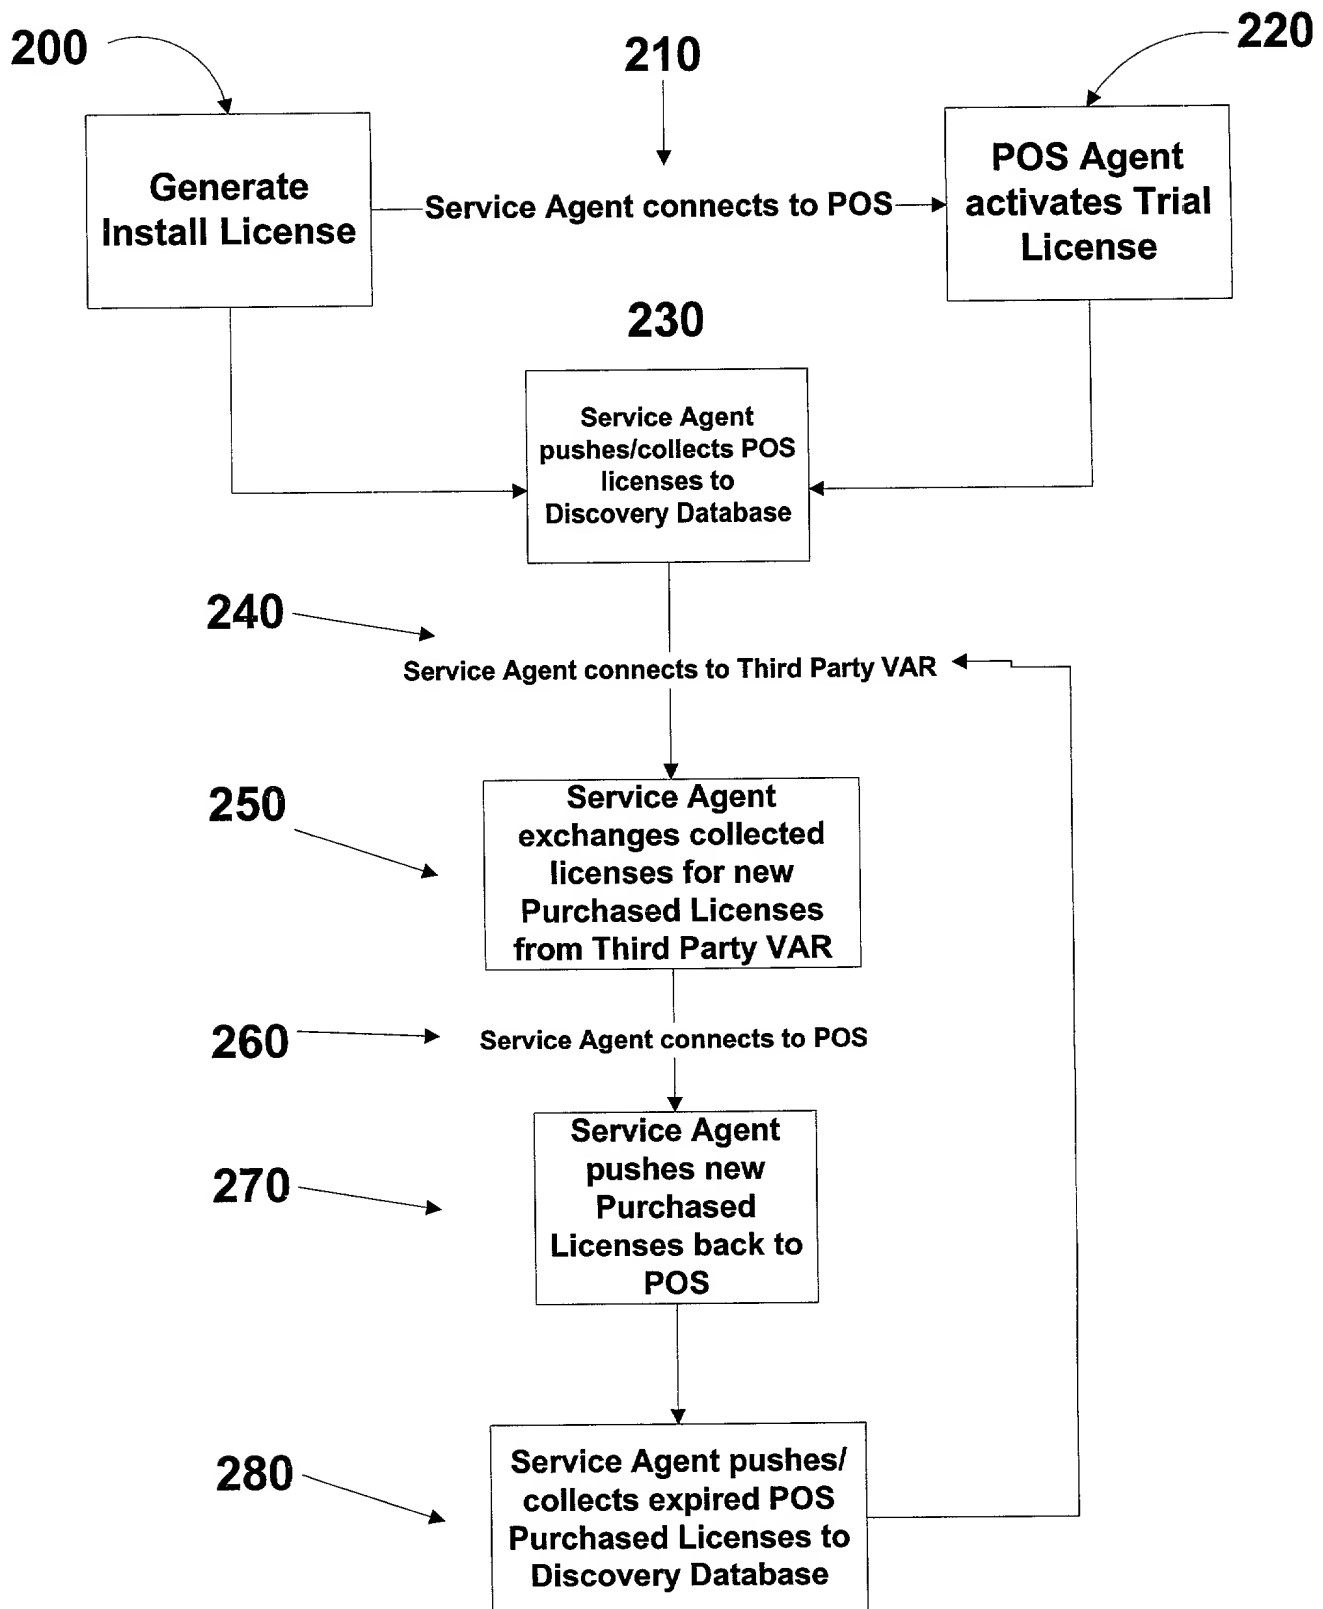 200
210
220
Generate
Install License
Service Agent connects to POS
POS Agent
activates Trial
License
230
Service Agent
pushes/collects POS
licenses to
Discovery Database
240
Service Agent connects to Third Party VAR
250
Service Agent
exchanges collected
licenses for new
Purchased Licenses
from Third Party VAR
260
Service Agent connects to POS
270
Service Agent
pushes new
Purchased
Licenses back to
POS
280
Service Agent pushes/
collects expired POS
Purchased Licenses to
Discovery Database